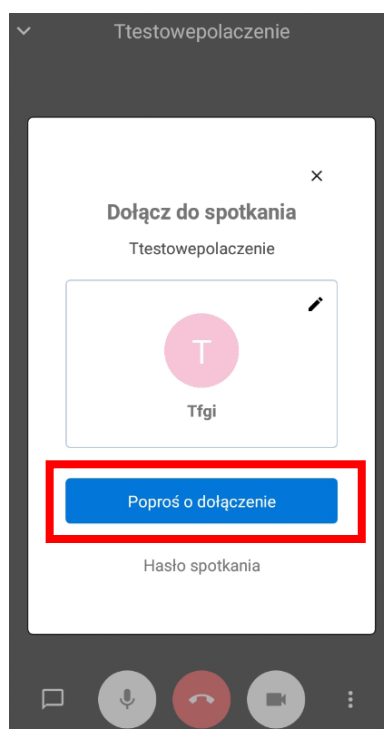 Ttestowepolaczenie
Dołącz do spotkania
Ttestowepolaczenie
T
Tfgi
Poproś o dołączenie
Hasło spotkania